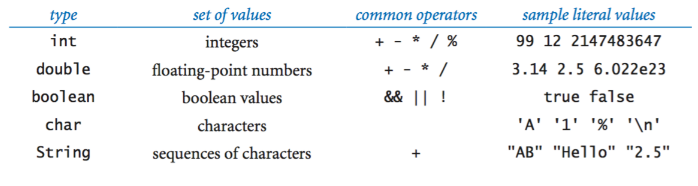 type set of values common operators sample literal values
int integers + - * / % 99 12 2147483647
double floating-point numbers + - * / 3.14 2.5 6.022e23
boolean boolean values && || ! true false
char characters 'A' '1' '%' '\n'
String sequences of characters + "AB" "Hello" "2.5"